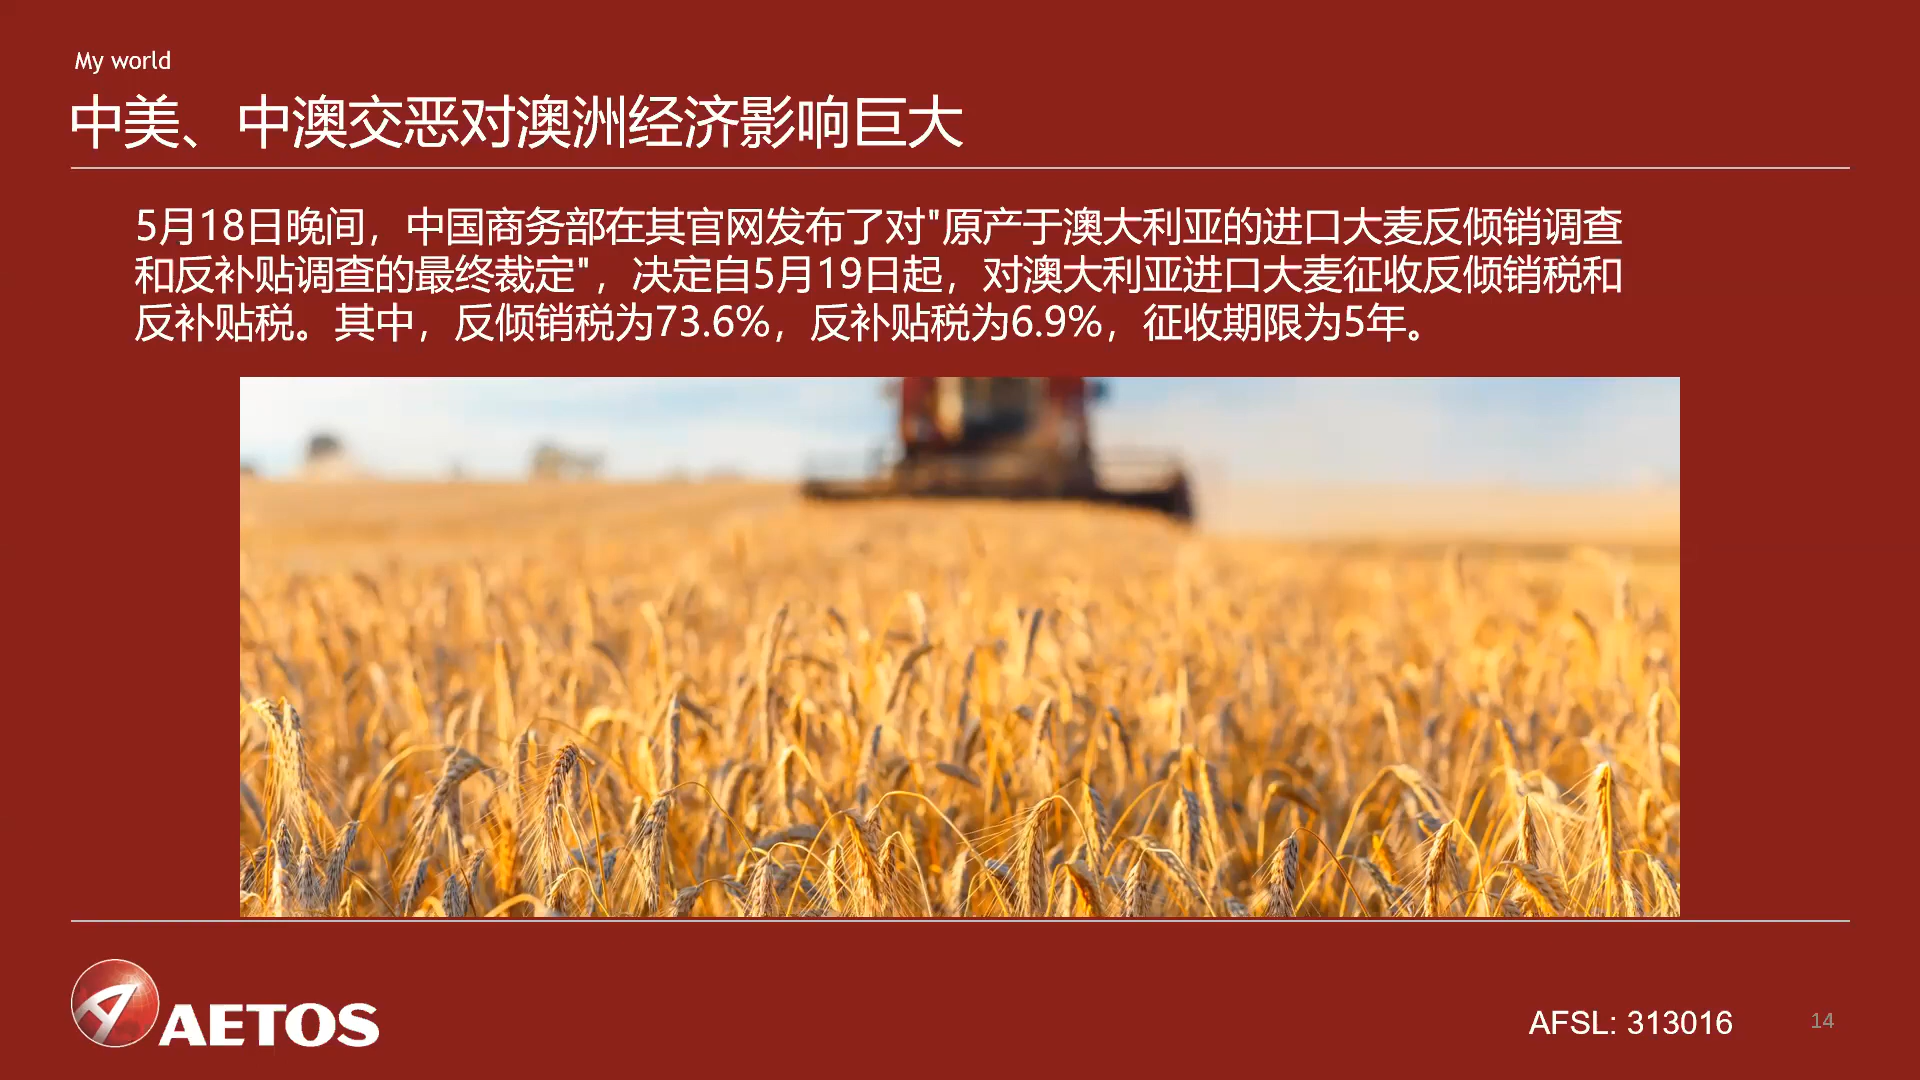 My world
中美、中澳交恶对澳洲经济影响巨大
5月18日晚间，中国商务部在其官网发布了对"原产于澳大利亚的进口大麦反倾销调查
和反补贴调查的最终裁定"，决定自5月19日起，对澳大利亚进口大麦征收反倾销税和
反补贴税。其中，反倾销税为73.6%，反补贴税为6.9%，征收期限为5年。
AETOS
AFSL: 313016
14